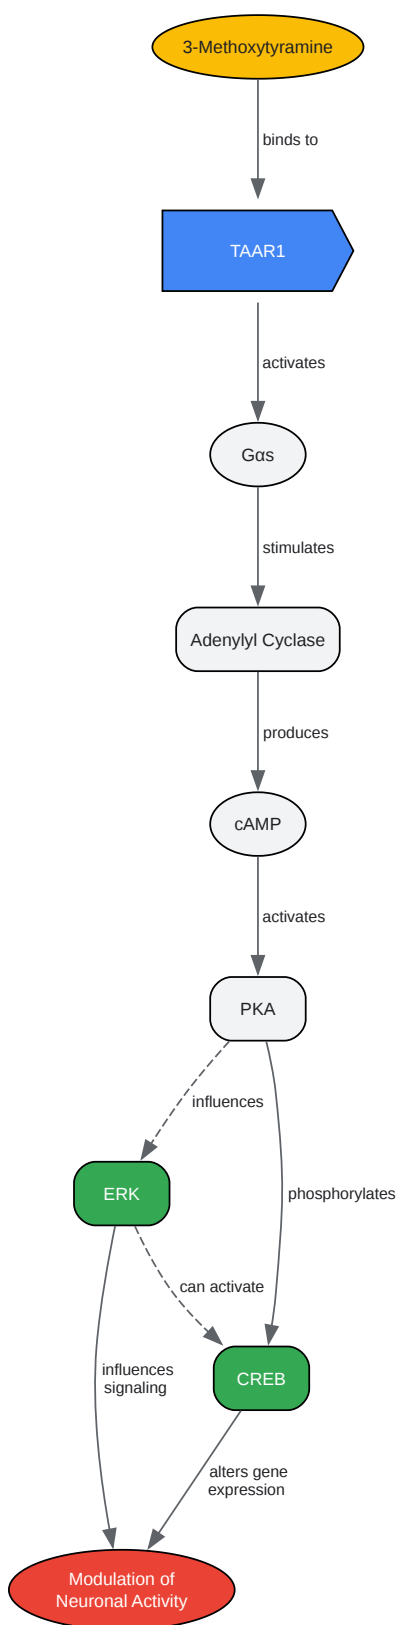 3-Methoxytyramine
binds to
TAAR1
activates
Gαs
stimulates
Adenylyl Cyclase
produces
cAMP
activates
PKA
influences
ERK
phosphorylates
can activate
influences
signaling
CREB
alters gene
expression
Modulation of
Neuronal Activity